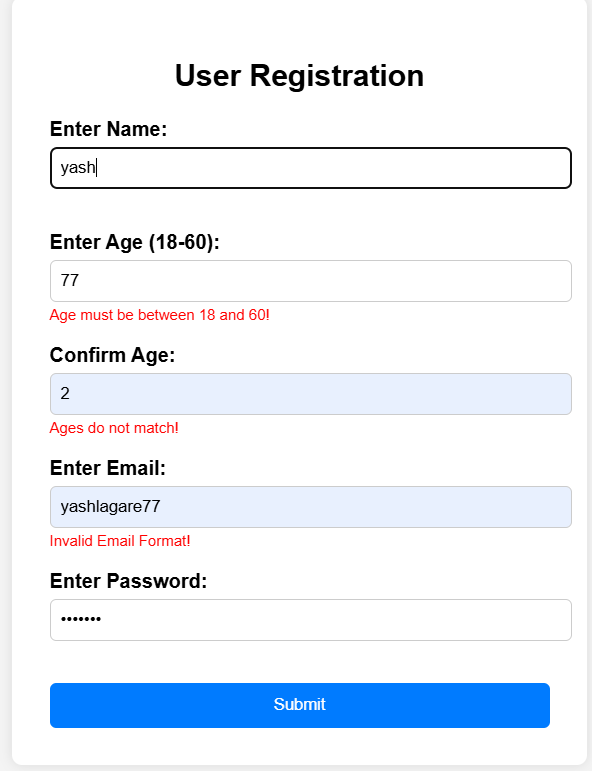 User Registration
Enter Name:
yash
Enter Age (18-60):
77
Age must be between 18 and 60!
Confirm Age:
2
Ages do not match!
Enter Email:
yashlagare77
Invalid Email Format!
Enter Password:
•••••••
Submit